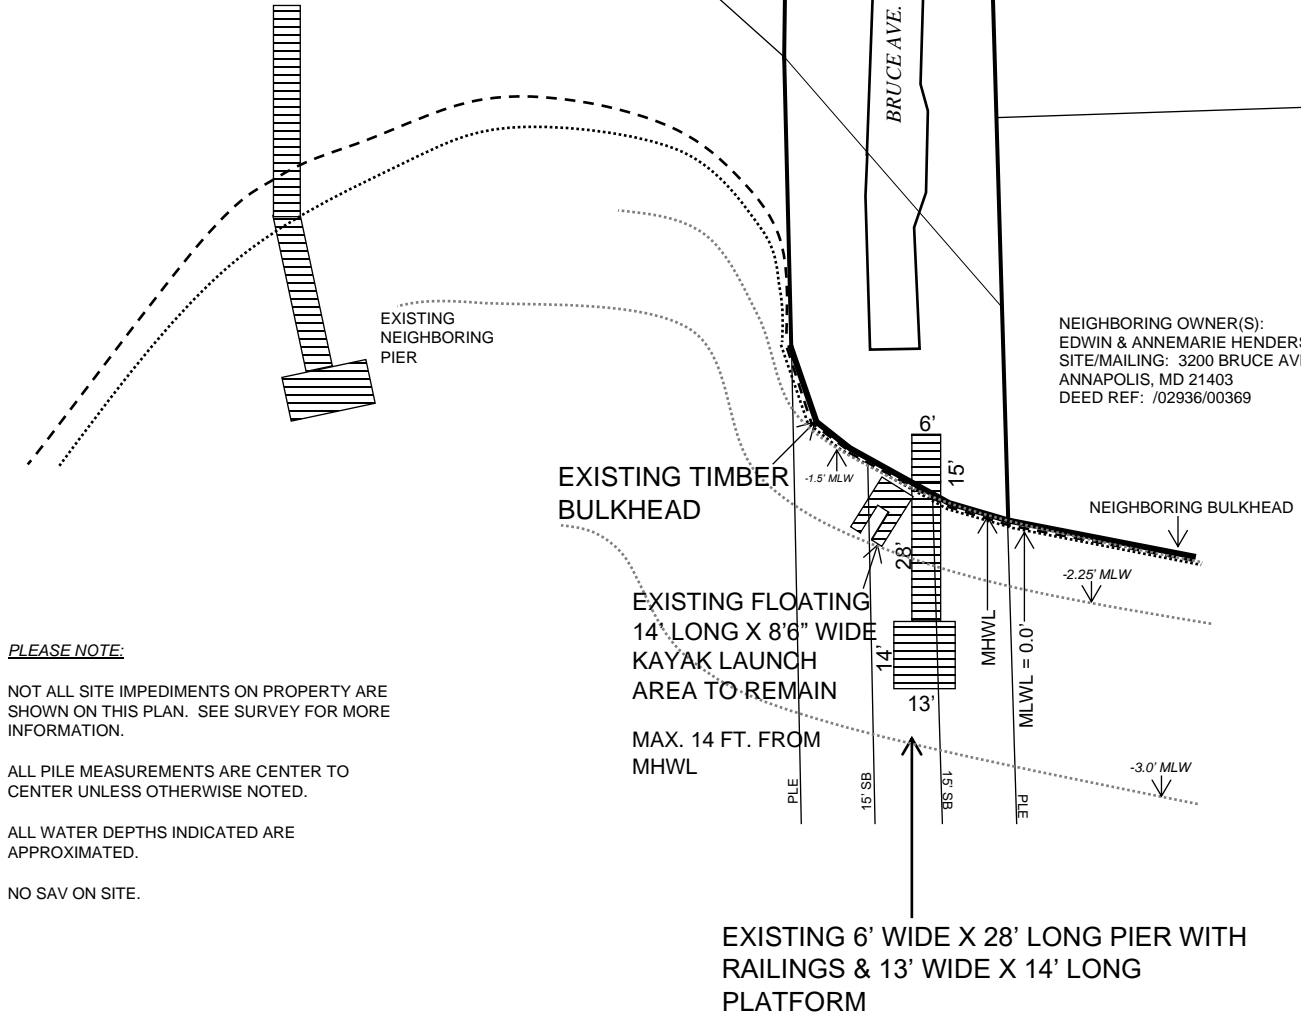 BRUCE AVE.
EXISTING
NEIGHBORING
PIER
NEIGHBORING OWNER(S):
EDWIN & ANNEMARIE HENDERS
SITE/MAILING: 3200 BRUCE AV
ANNAPOLIS, MD 21403
DEED REF: /02936/00369
6'
15'
EXISTING TIMBER
BULKHEAD
-1.5' MLW
NEIGHBORING BULKHEAD
28'
-2.25' MLW
EXISTING FLOATING
14' LONG X 8'6" WIDE
KAYAK LAUNCH
AREA TO REMAIN
MAX. 14 FT. FROM
MHWL
14'
13'
MHWL
MLWL = 0.0'
-3.0' MLW
PLE
15' SB
15' SB
PLE
PLEASE NOTE:
NOT ALL SITE IMPEDIMENTS ON PROPERTY ARE
SHOWN ON THIS PLAN. SEE SURVEY FOR MORE
INFORMATION.
ALL PILE MEASUREMENTS ARE CENTER TO
CENTER UNLESS OTHERWISE NOTED.
ALL WATER DEPTHS INDICATED ARE
APPROXIMATED.
NO SAV ON SITE.
EXISTING 6' WIDE X 28' LONG PIER WITH
RAILINGS & 13' WIDE X 14' LONG
PLATFORM